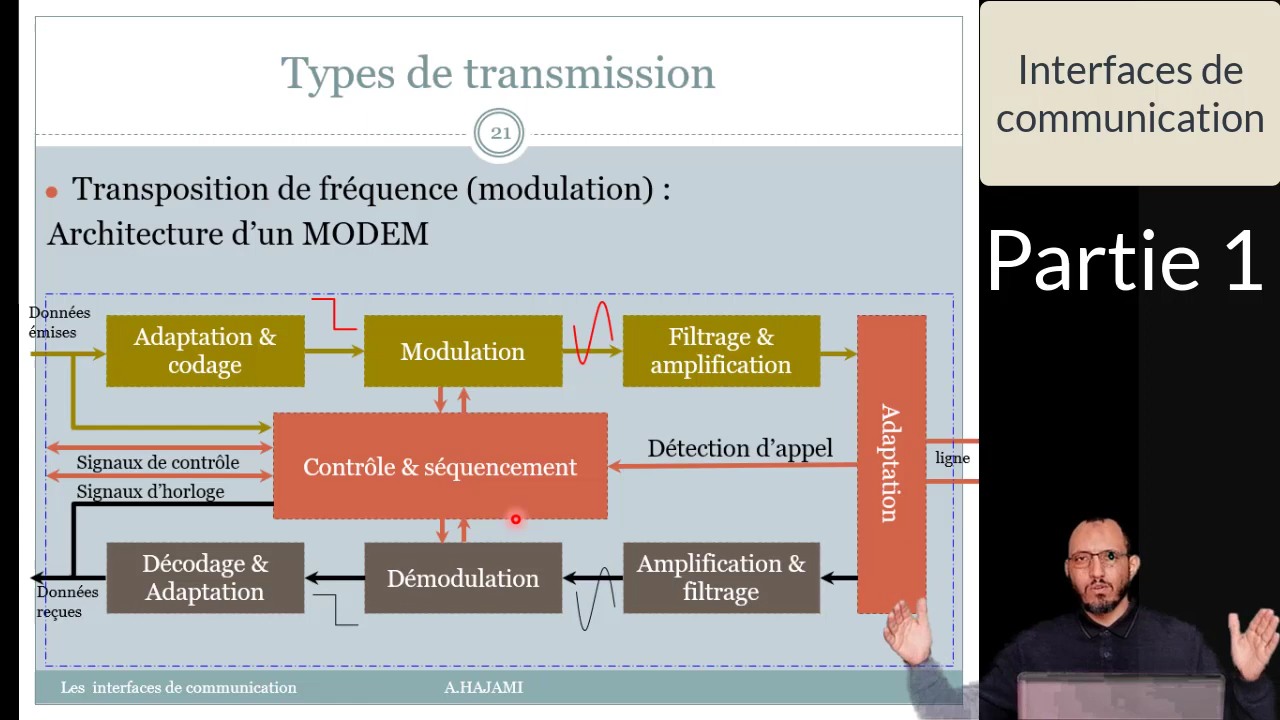 Types de transmission
21
Transposition de fréquence (modulation) :
Architecture d’un MODEM
Données
émises
Adaptation &
codage
Modulation
Filtrage &
amplification
Adaptation
Détection d’appel
ligne
Contrôle & séquencement
Signaux de contrôle
Signaux d’horloge
Décodage &
Adaptation
Démodulation
Amplification &
filtrage
Données
reçues
Les interfaces de communication
A.HAJAMI
Interfaces de
communication
Partie 1